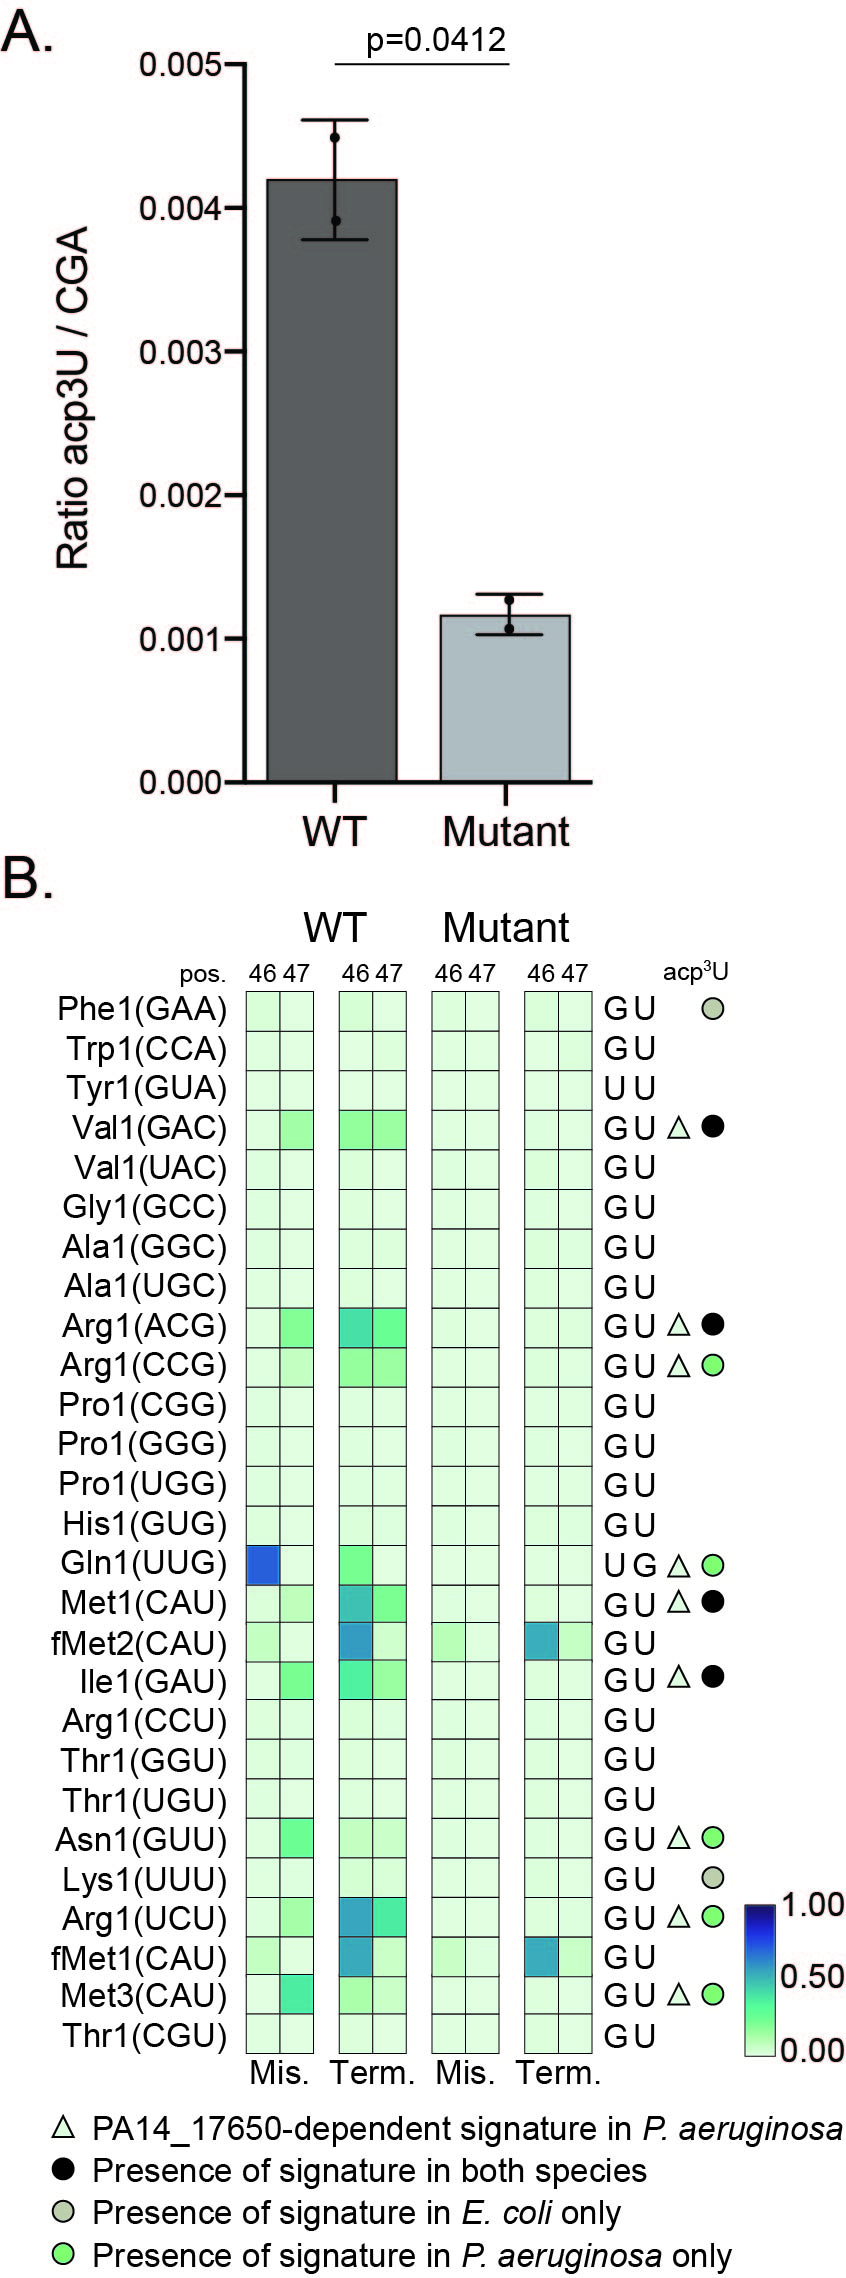 A.
p=0.0412
0.005
0.004
0.003
0.002
0.001
0.000
Ratio acp3U / CGA
WT Mutant
B.
WT Mutant
pos. 46 47 46 47 46 47 46 47 acp³U
Phe1(GAA) G U
Trp1(CCA) G U
Tyr1(GUA) U U
Val1(GAC) G U
Val1(UAC) G U
Gly1(GCC) G U
Ala1(GGC) G U
Ala1(UGC) G U
Arg1(ACG) G U
Arg1(CCG) G U
Pro1(CGG) G U
Pro1(GGG) G U
Pro1(UGG) G U
His1(GUG) G U
Gln1(UUG) U G
Met1(CAU) G U
fMet2(CAU) G U
Ile1(GAU) G U
Arg1(CCU) G U
Thr1(GGU) G U
Thr1(UGU) G U
Asn1(GUU) G U
Lys1(UUU) G U
Arg1(UCU) G U
fMet1(CAU) G U
Met3(CAU) G U
Thr1(CGU) G U
1.00
0.50
0.00
Mis. Term. Mis. Term.
PA14_17650-dependent signature in P. aeruginosa
Presence of signature in both species
Presence of signature in E. coli only
Presence of signature in P. aeruginosa only